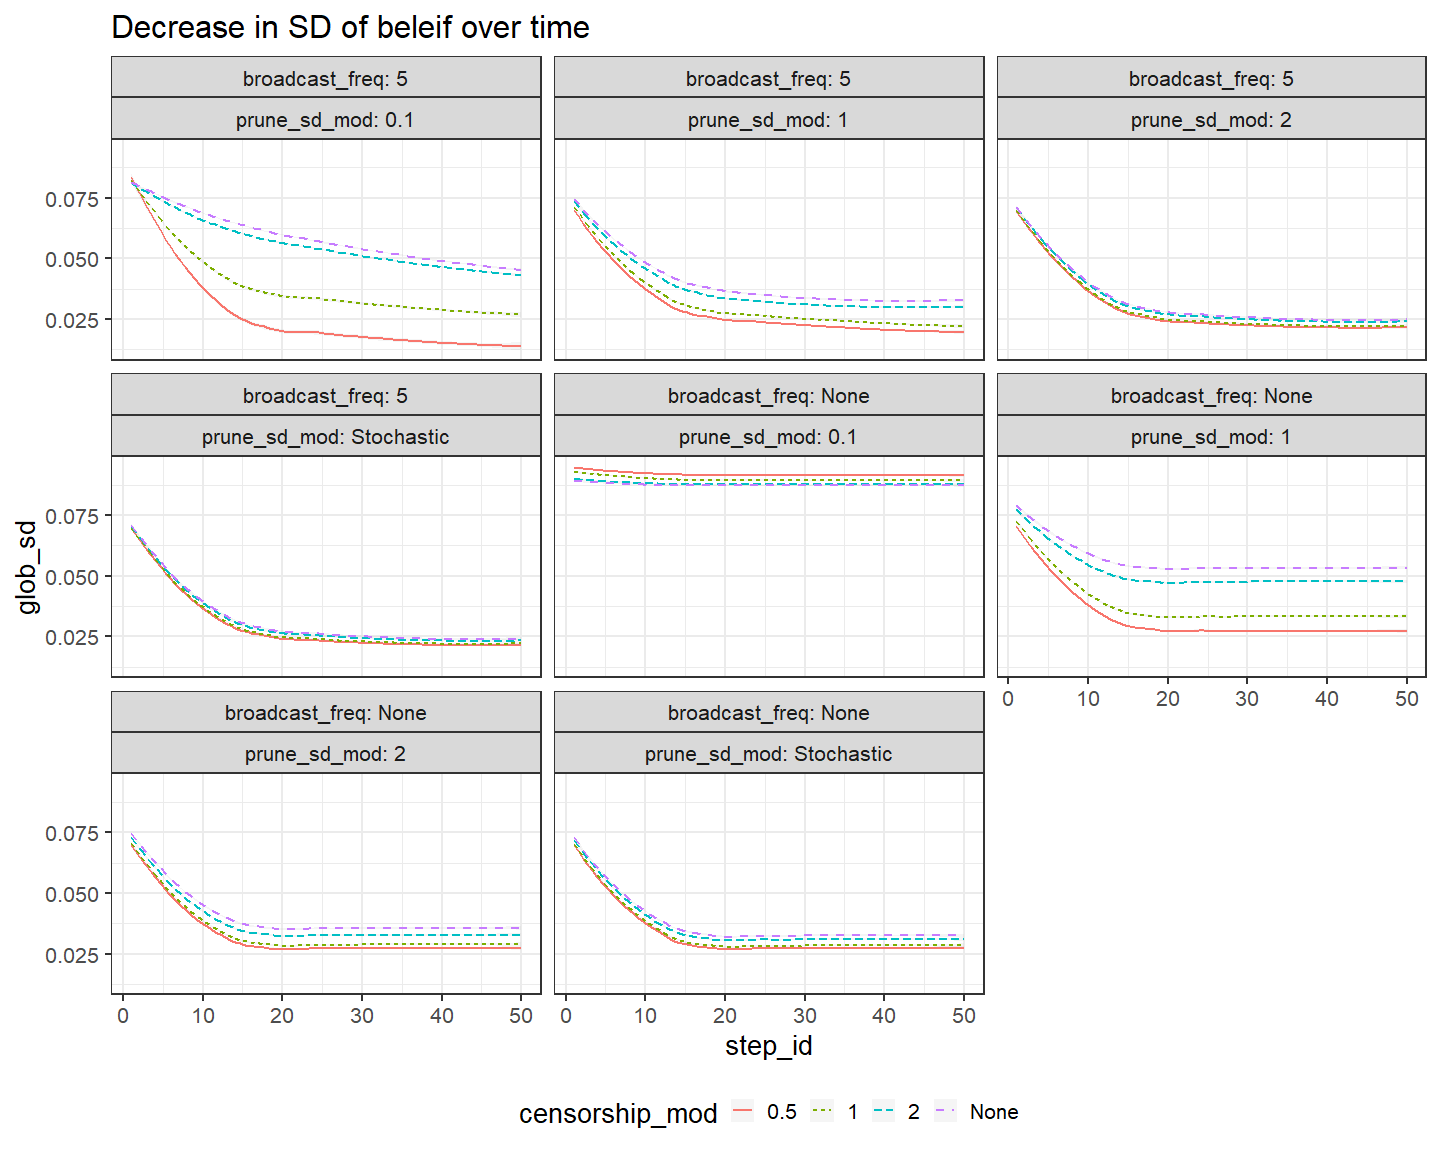 Decrease in SD of beleif over time
broadcast_freq: 5
prune_sd_mod: 0.1
broadcast_freq: 5
prune_sd_mod: 1
broadcast_freq: 5
prune_sd_mod: 2
0.075
0.050
0.025
broadcast_freq: 5
prune_sd_mod: Stochastic
broadcast_freq: None
prune_sd_mod: 0.1
broadcast_freq: None
prune_sd_mod: 1
0.075
0.050
0.025
0 10 20 30 40 50
glob_sd
broadcast_freq: None
prune_sd_mod: 2
broadcast_freq: None
prune_sd_mod: Stochastic
0.075
0.050
0.025
0 10 20 30 40 50
0 10 20 30 40 50
step_id
censorship_mod 0.5 1 2 None